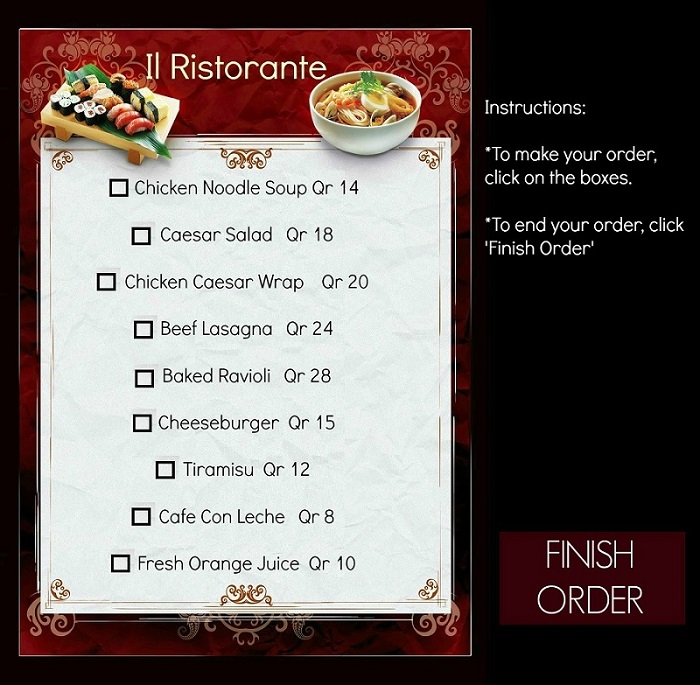 Il Ristorante
Chicken Noodle Soup Qr 14
Caesar Salad Qr 18
Chicken Caesar Wrap Qr 20
Beef Lasagna Qr 24
Baked Ravioli Qr 28
Cheeseburger Qr 15
Tiramisu Qr 12
Cafe Con Leche Qr 8
Fresh Orange Juice Qr 10
Instructions:
*To make your order,
click on the boxes.
*To end your order, click
'Finish Order'
FINISH
ORDER